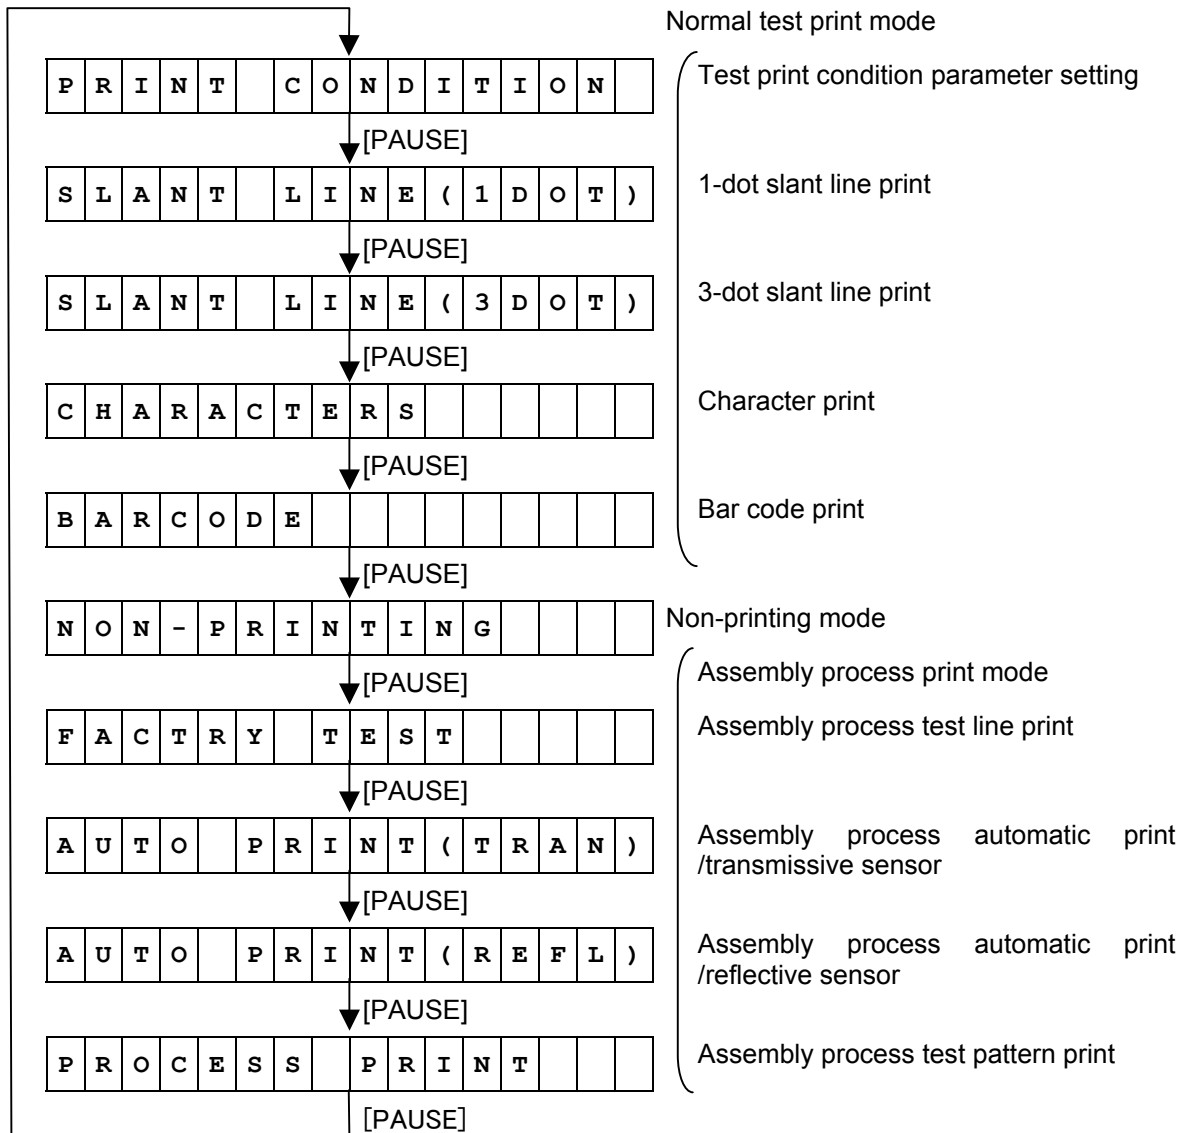 Normal test print mode
PRINT CONDITION
Test print condition parameter setting
[PAUSE]
SLANT LINE(1DOT)
1-dot slant line print
[PAUSE]
SLANT LINE(3DOT)
3-dot slant line print
[PAUSE]
CHARACTERS
Character print
[PAUSE]
BARCODE
Bar code print
[PAUSE]
NON-PRINTING
Non-printing mode
Assembly process print mode
[PAUSE]
FACTRY TEST
Assembly process test line print
[PAUSE]
AUTO PRINT(TRAN)
Assembly process automatic print
/transmissive sensor
[PAUSE]
AUTO PRINT(REFL)
Assembly process automatic print
/reflective sensor
[PAUSE]
PROCESS PRINT
Assembly process test pattern print
[PAUSE]